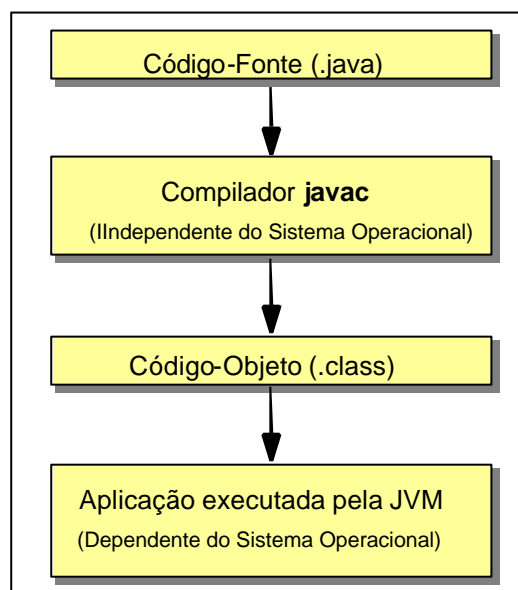 Código-Fonte (.java)
Compilador javac
(IIndependente do Sistema Operacional)
Código-Objeto (.class)
Aplicação executada pela JVM
(Dependente do Sistema Operacional)